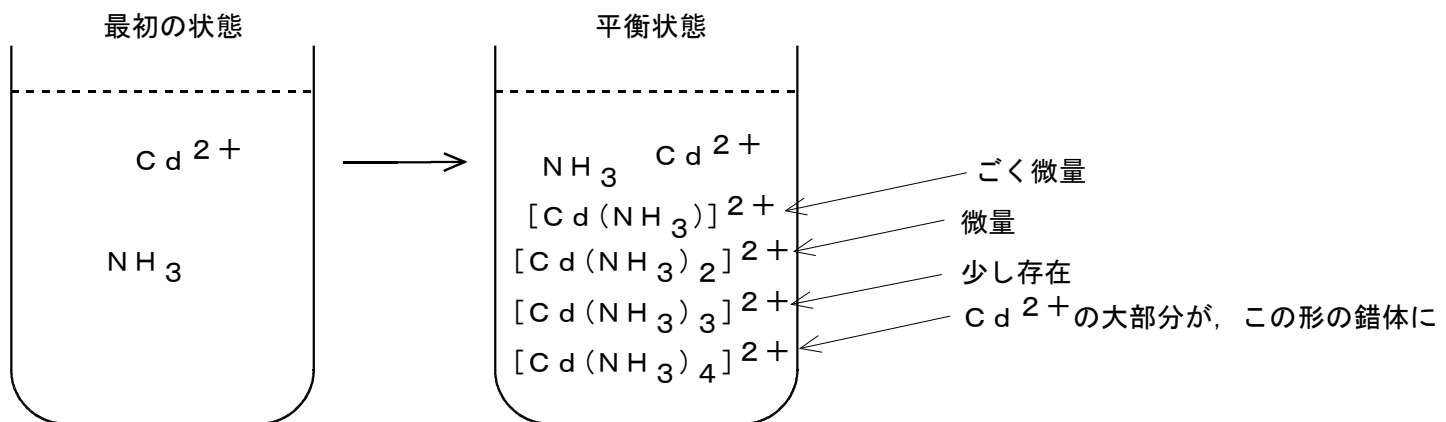 最初の状態
Cd²⁺
NH₃
平衡状態
NH₃ Cd²⁺
[Cd(NH₃)]²⁺
[Cd(NH₃)₂]²⁺
[Cd(NH₃)₃]²⁺
[Cd(NH₃)₄]²⁺
ごく微量
微量
少し存在
Cd²⁺の大部分が，この形の錯体に